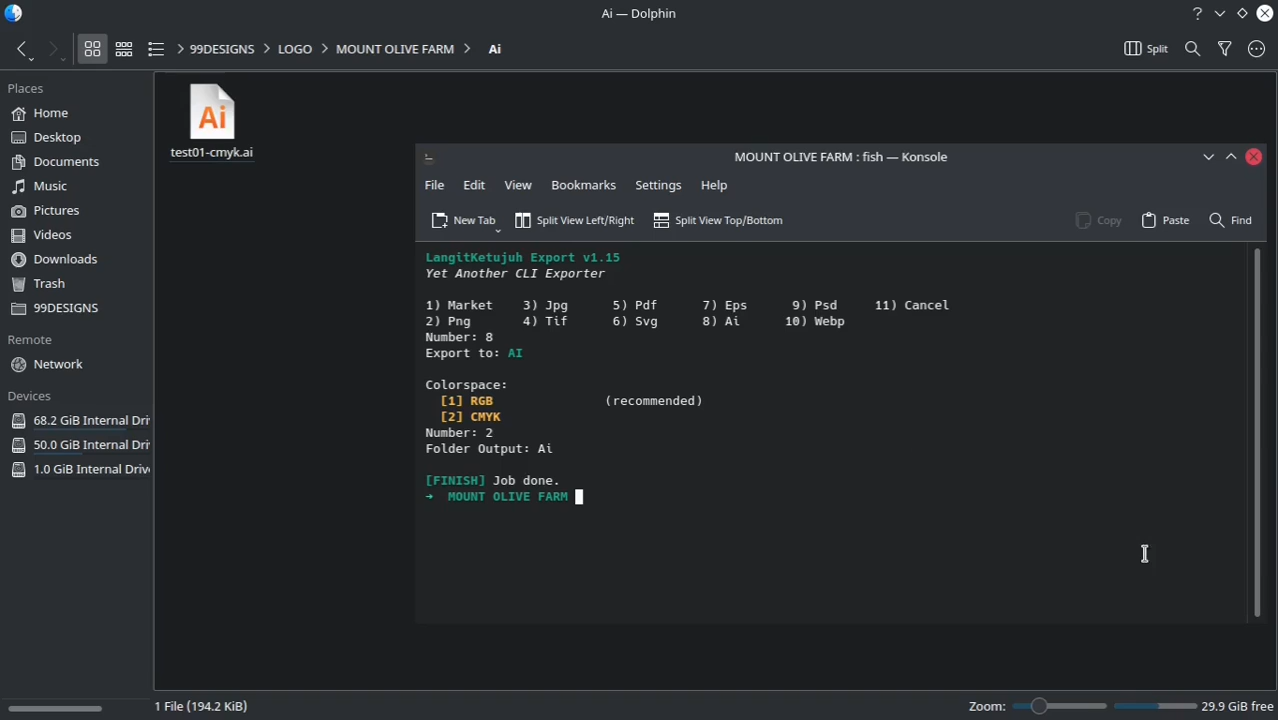 Ai — Dolphin
99DESIGNS
LOGO
MOUNT OLIVE FARM
Ai
Split
Places
Home
Desktop
Documents
Music
Pictures
Videos
Downloads
Trash
99DESIGNS
Remote
Network
Devices
68.2 GiB Internal Dri
50.0 GiB Internal Dri
1.0 GiB Internal Driv
Ai
test01-cmyk.ai
MOUNT OLIVE FARM : fish — Konsole
File Edit View Bookmarks Settings Help
New Tab Split View Left/Right Split View Top/Bottom Copy Paste Find
LangitKetujuh Export v1.15
Yet Another CLI Exporter
1) Market 3) Jpg 5) Pdf 7) Eps 9) Psd 11) Cancel
2) Png 4) Tif 6) Svg 8) Ai 10) Webp
Number: 8
Export to: AI
Colorspace:
[1] RGB (recommended)
[2] CMYK
Number: 2
Folder Output: Ai
[FINISH] Job done.
➜ MOUNT OLIVE FARM
1 File (194.2 KiB)
Zoom:
29.9 GiB free